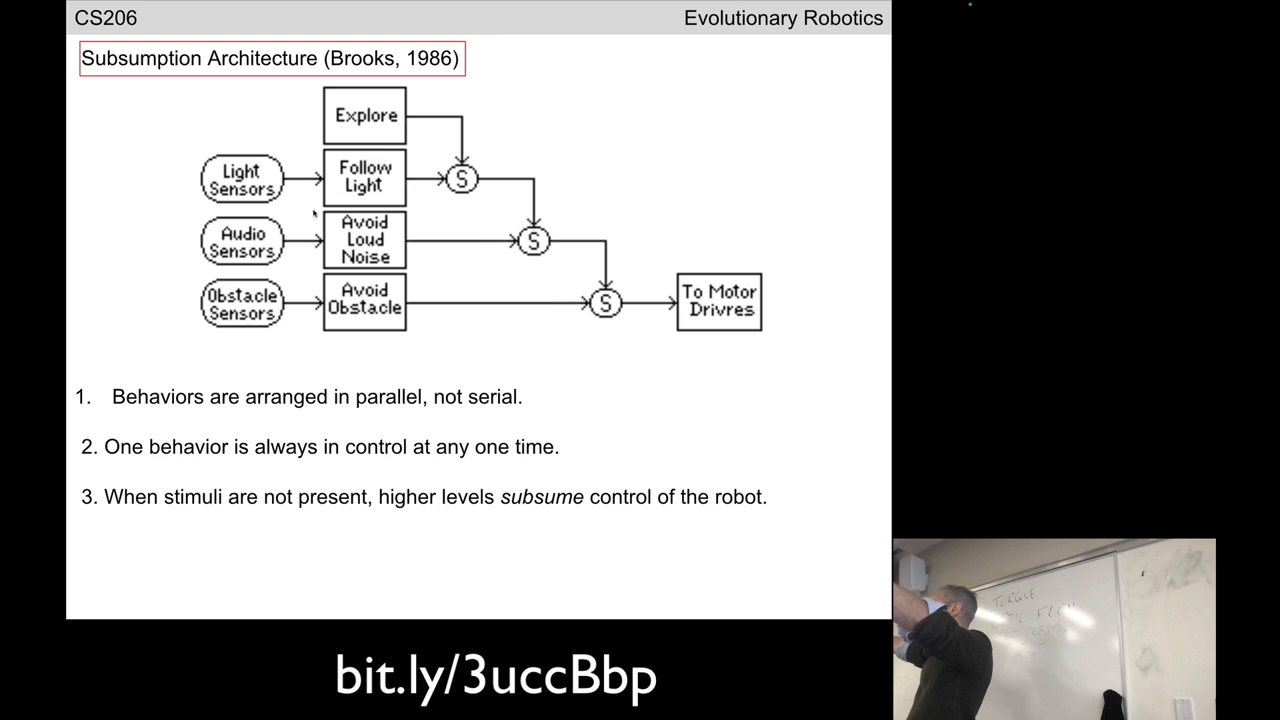 CS206
Evolutionary Robotics
Subsumption Architecture (Brooks, 1986)
Explore
Light
Sensors
Follow
Light
S
Audio
Sensors
Avoid
Loud
Noise
S
Obstacle
Sensors
Avoid
Obstacle
S
To Motor
Drivres
1. Behaviors are arranged in parallel, not serial.
2. One behavior is always in control at any one time.
3. When stimuli are not present, higher levels subsume control of the robot.
TORQUE
bit.ly/3uccBbp